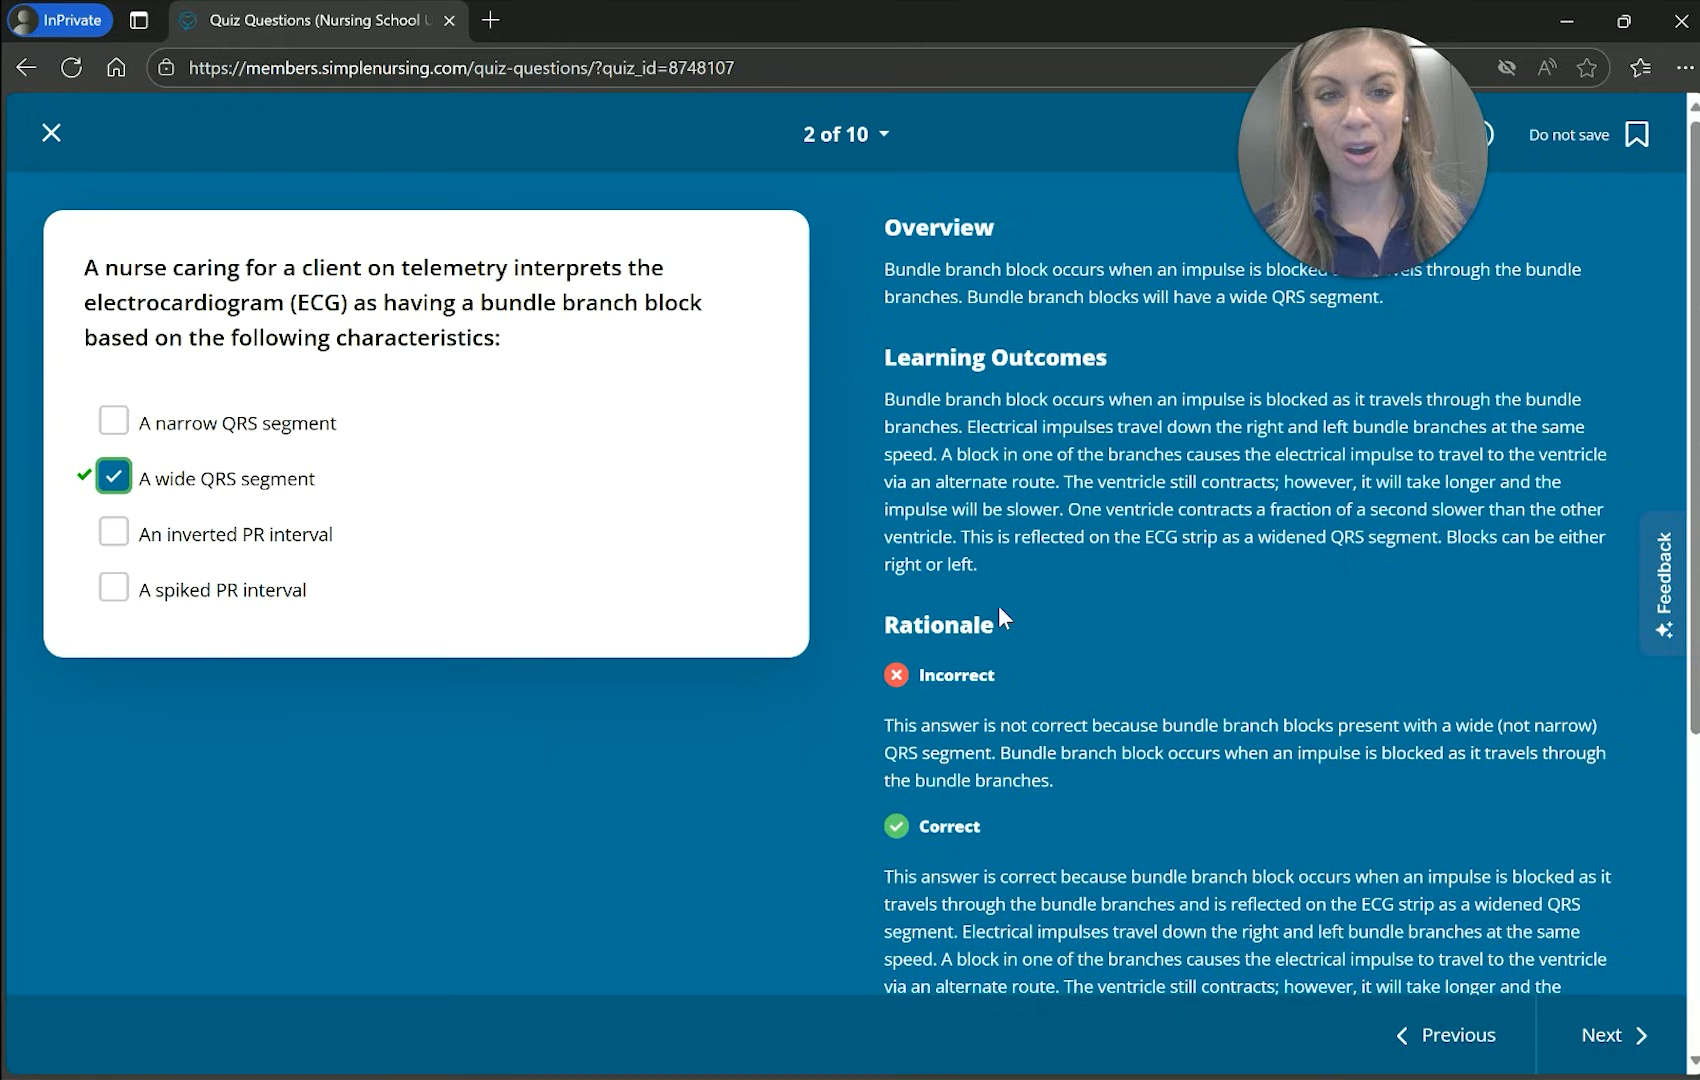 InPrivate
Quiz Questions (Nursing School
https://members.simplenursing.com/quiz-questions/?quiz_id=8748107
2 of 10
Do not save
A nurse caring for a client on telemetry interprets the
electrocardiogram (ECG) as having a bundle branch block
based on the following characteristics:
A narrow QRS segment
A wide QRS segment
An inverted PR interval
A spiked PR interval
Overview
Bundle branch block occurs when an impulse is blocked through the bundle
branches. Bundle branch blocks will have a wide QRS segment.
Learning Outcomes
Bundle branch block occurs when an impulse is blocked as it travels through the bundle
branches. Electrical impulses travel down the right and left bundle branches at the same
speed. A block in one of the branches causes the electrical impulse to travel to the ventricle
via an alternate route. The ventricle still contracts; however, it will take longer and the
impulse will be slower. One ventricle contracts a fraction of a second slower than the other
ventricle. This is reflected on the ECG strip as a widened QRS segment. Blocks can be either
right or left.
Rationale
Incorrect
This answer is not correct because bundle branch blocks present with a wide (not narrow)
QRS segment. Bundle branch block occurs when an impulse is blocked as it travels through
the bundle branches.
Correct
This answer is correct because bundle branch block occurs when an impulse is blocked as it
travels through the bundle branches and is reflected on the ECG strip as a widened QRS
segment. Electrical impulses travel down the right and left bundle branches at the same
speed. A block in one of the branches causes the electrical impulse to travel to the ventricle
via an alternate route. The ventricle still contracts; however, it will take longer and the
Feedback
Previous
Next